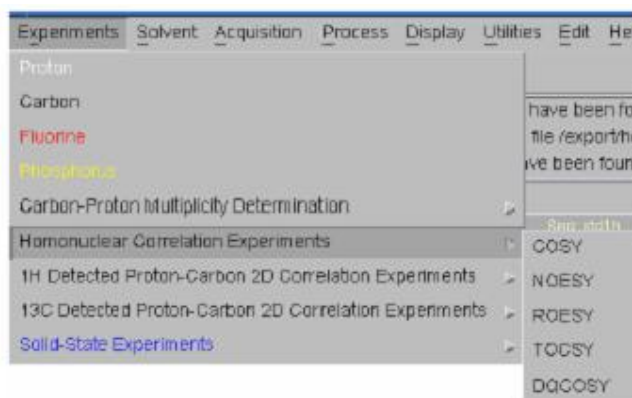 Experiments Solvent Acquisition Process Display Utilities Edit He
Proton
Carbon
Fluorine
Phosphorus
Carbon-Proton Multiplicity Determination
Homonuclear Correlation Experiments
1H Detected Proton-Carbon 2D Correlation Experiments
13C Detected Proton-Carbon 2D Correlation Experiments
Solid-State Experiments
have been fo
file /export/h
ve been foun
COSY
NOESY
ROESY
TOCSY
DQCOSY